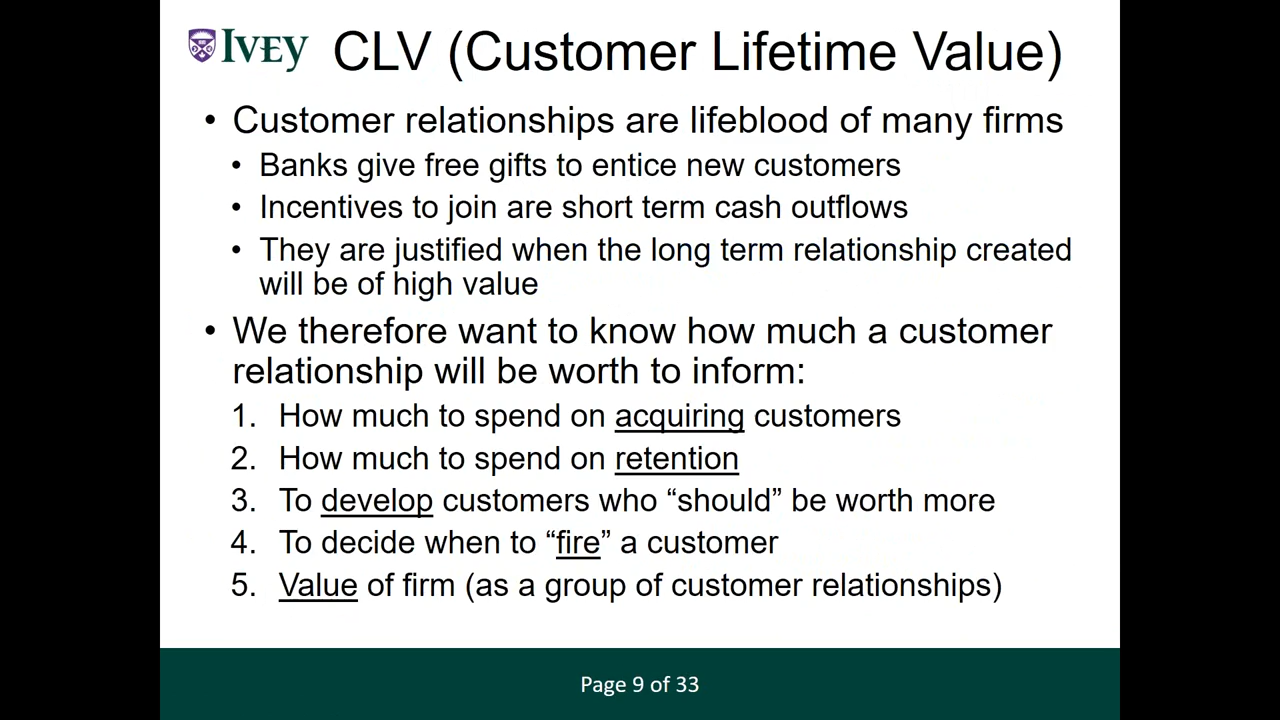 IVEY CLV (Customer Lifetime Value)
• Customer relationships are lifeblood of many firms
• Banks give free gifts to entice new customers
• Incentives to join are short term cash outflows
• They are justified when the long term relationship created
will be of high value
• We therefore want to know how much a customer
relationship will be worth to inform:
1. How much to spend on acquiring customers
2. How much to spend on retention
3. To develop customers who “should” be worth more
4. To decide when to “fire” a customer
5. Value of firm (as a group of customer relationships)
Page 9 of 33